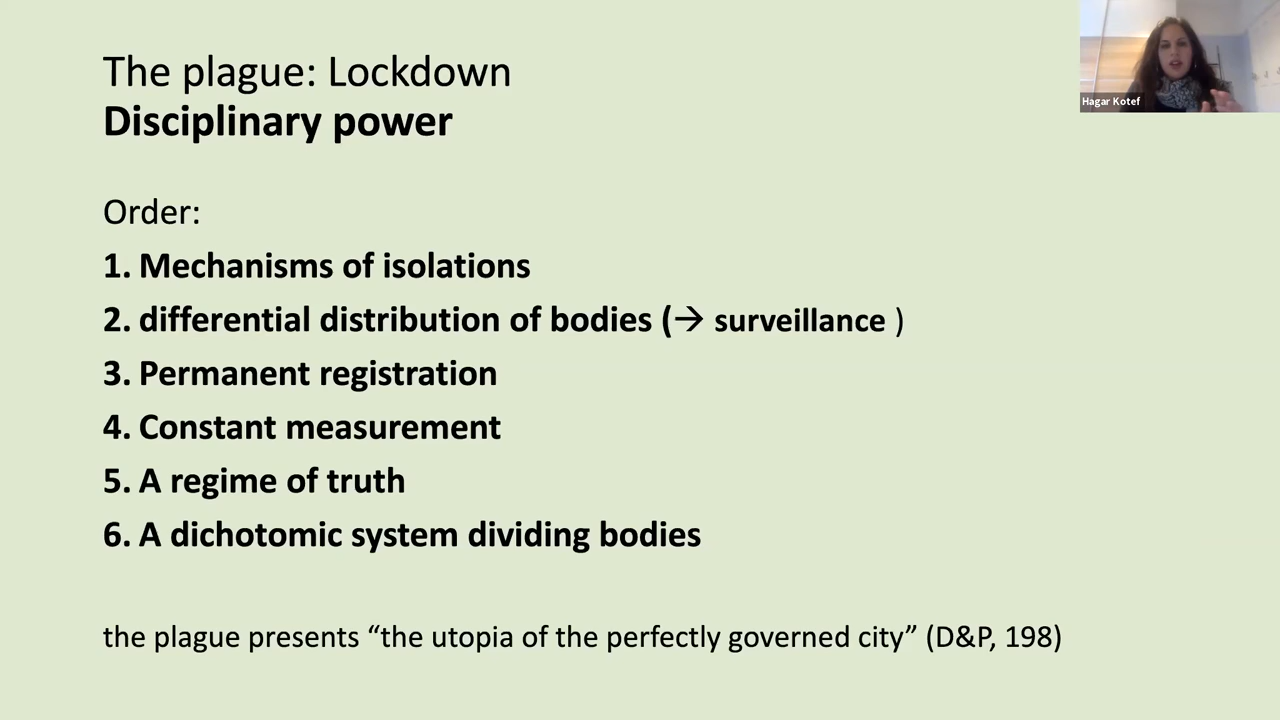 The plague: Lockdown
Disciplinary power
Hagar Kotef
Order:
1. Mechanisms of isolations
2. differential distribution of bodies (→ surveillance )
3. Permanent registration
4. Constant measurement
5. A regime of truth
6. A dichotomic system dividing bodies
the plague presents “the utopia of the perfectly governed city” (D&P, 198)